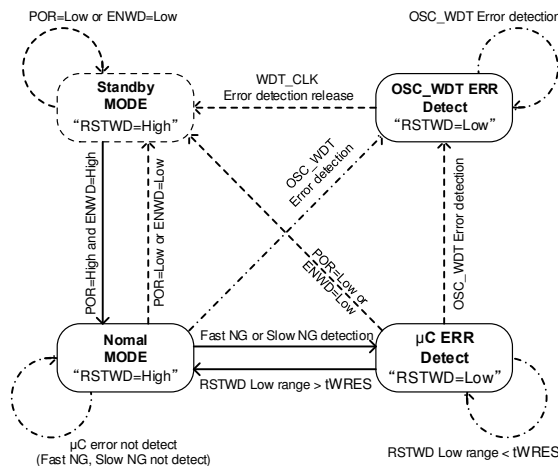 POR=Low or ENWD=Low
OSC_WDT Error detection
Standby
MODE
“RSTWD=High”
WDT_CLK
Error detection release
OSC_WDT ERR
Detect
“RSTWD=Low”
POR=High and ENWD=High
POR=Low or ENWD=Low
OSC_WDT
Error detection
POR=Low or
ENWD=Low
OSC_WDT Error detection
Nomal
MODE
“RSTWD=High”
Fast NG or Slow NG detection
RSTWD Low range > tWRES
μC ERR
Detect
“RSTWD=Low”
μC error not detect
(Fast NG, Slow NG not detect)
RSTWD Low range < tWRES